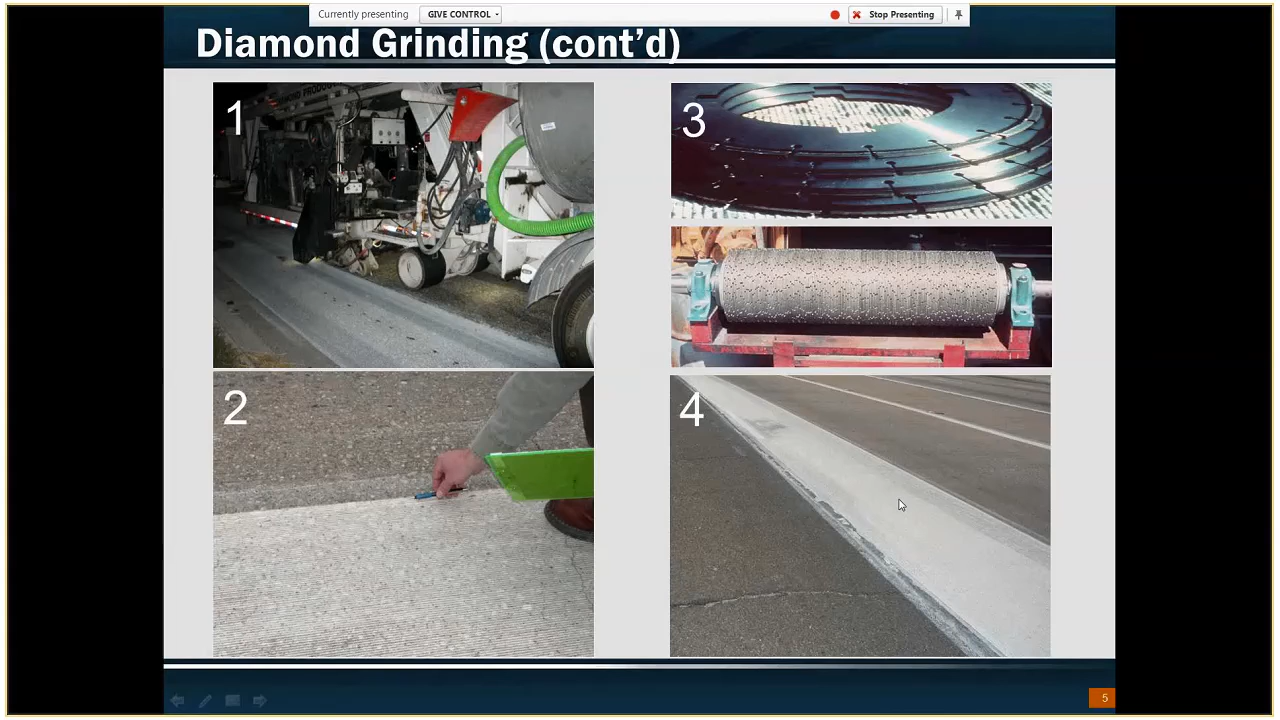 Currently presenting GIVE CONTROL Stop Presenting
Diamond Grinding (cont’d)
1
3
2
4
5